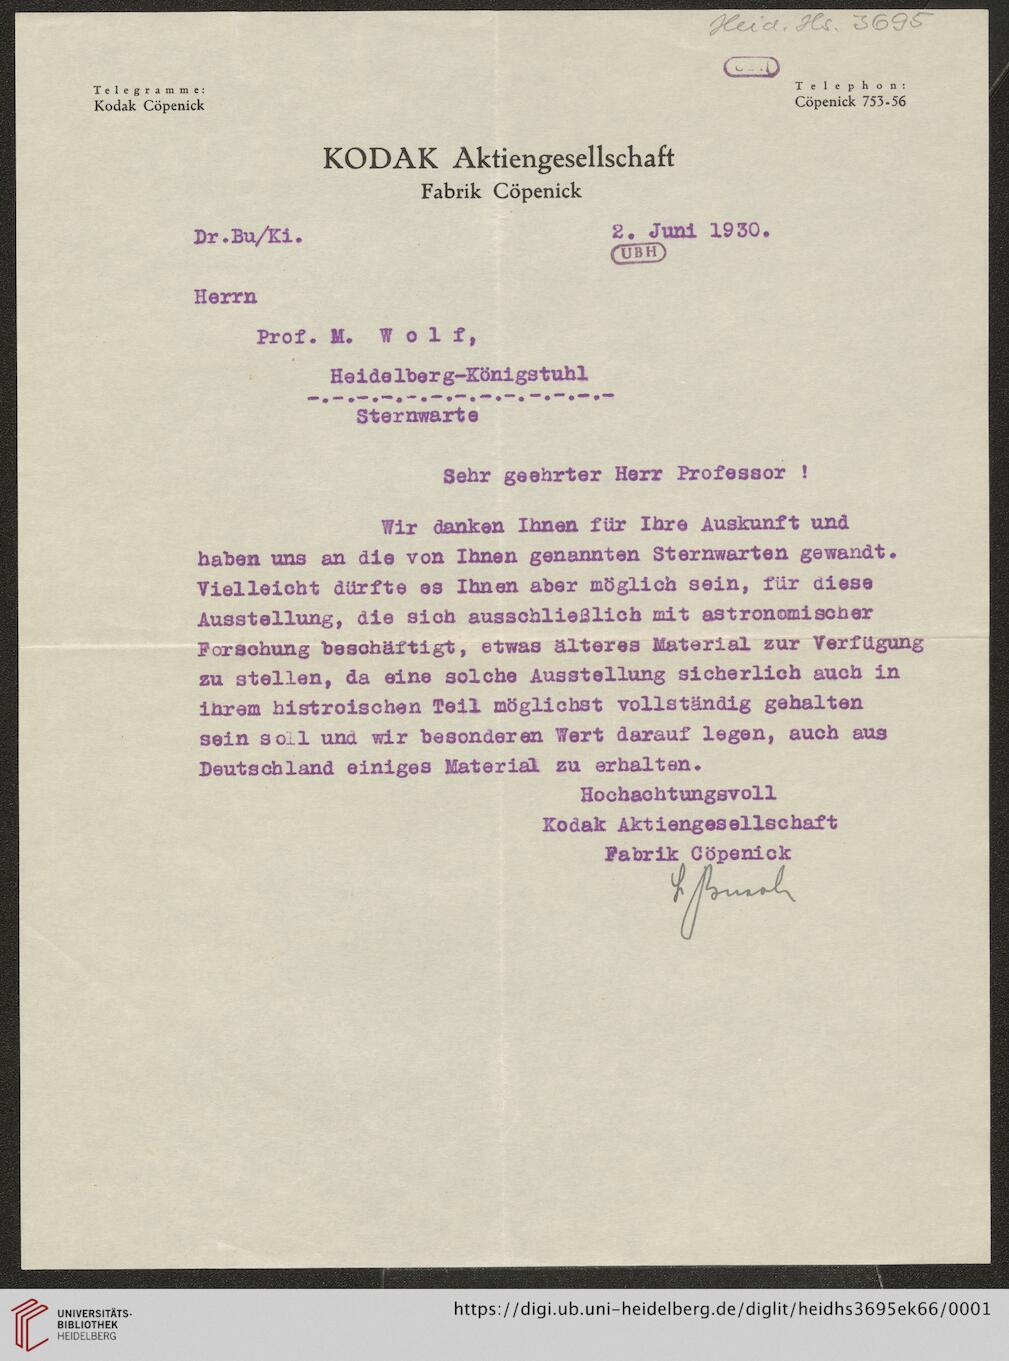 Heid. Hs. 3695
Telegramme:
Kodak Cöpenick
Telephon:
Cöpenick 753-56
KODAK Aktiengesellschaft
Fabrik Cöpenick
Dr.Bu/Ki.
2. Juni 1930.
UBH
Herrn
Prof. M. Wolf,
Heidelberg-Königstuhl
Sternwarte
Sehr geehrter Herr Professor !
Wir danken Ihnen für Ihre Auskunft und
haben uns an die von Ihnen genannten Sternwarten gewandt.
Vielleicht dürfte es Ihnen aber möglich sein, für diese
Ausstellung, die sich ausschließlich mit astronomischer
Forschung beschäftigt, etwas älteres Material zur Verfügung
zu stellen, da eine solche Ausstellung sicherlich auch in
ihrem histroischen Teil möglichst vollständig gehalten
sein soll und wir besonderen Wert darauf legen, auch aus
Deutschland einiges Material zu erhalten.
Hochachtungsvoll
Kodak Aktiengesellschaft
Fabrik Cöpenick
Busch
UNIVERSITÄTS-
BIBLIOTHEK
HEIDELBERG
https://digi.ub.uni-heidelberg.de/diglit/heidhs3695ek66/0001